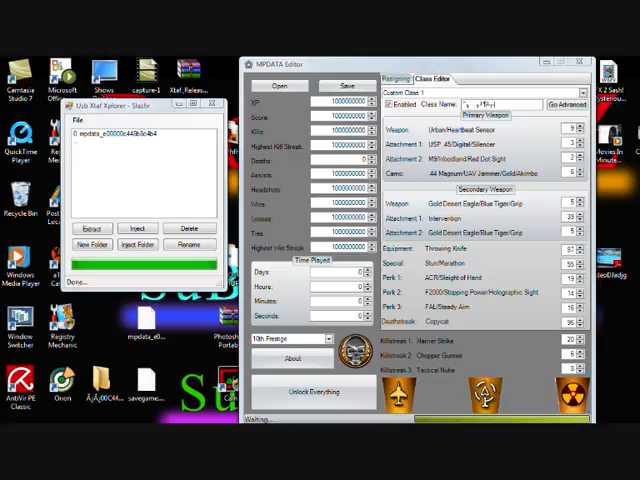 Camtasia
Studio 7
Microsoft
Office
Shows
capture-1
Xtaf_Releas...
QuickTime
Player
Recycle Bin
Windows
Media Player
Window
Switcher
Registry
Mechanic
mpdata_e0...
Photosh
Portab
AntiVir PE
Classic
Orion
savegame...
Usb Xtaf Xplorer - Slashr
File
0. mpdata_e00000c448b8c4b4
..
Extract
Inject
Delete
New Folder
Inject Folder
Rename
Done...
MPDATA Editor
Open
Save
XP: 1000000000
Score: 1000000000
Kills: 1000000000
Highest Kill Streak: 1000000000
Deaths: 0
Assists 1000000000
Headshots 1000000000
Wins: 1000000000
Losses: 1000000000
Ties 1000000000
Highest Win Streak 1000000000
Time Played
Days: 0
Hours: 0
Minutes: 0
Seconds: 0
10th Prestige
About
Unlock Everything
Waiting...
Resigning
Class Editor
Custom Class 1
Enabled
Class Name:
Go Advanced
Primary Weapon
Weapon Urban/Heartbeat Sensor 9
Attachment 1: USP .45/Digital/Silencer 3
Attachment 2 M9/Woodland/Red Dot Sight 2
Camo: .44 Magnum/UAV Jammer/Gold/Akimbo 6
Secondary Weapon
Weapon Gold Desert Eagle/Blue Tiger/Grip 5
Attachment 1: Intervention 39
Attachment 2: Gold Desert Eagle/Blue Tiger/Grip 5
Equipment: Throwing Knife 87
Special: Stun/Marathon 55
Perk 1: ACR/Sleight of Hand 19
Perk 2: F2000/Stopping Power/Holographic Sight 14
Perk 3: FAL/Steady Aim 16
Deathstreak: Copycat 96
Killstreak 1: Harrier Strike 20
Killstreak 2: Chopper Gunner 6
Killstreak 3: Tactical Nuke 8
Movies In
Minute